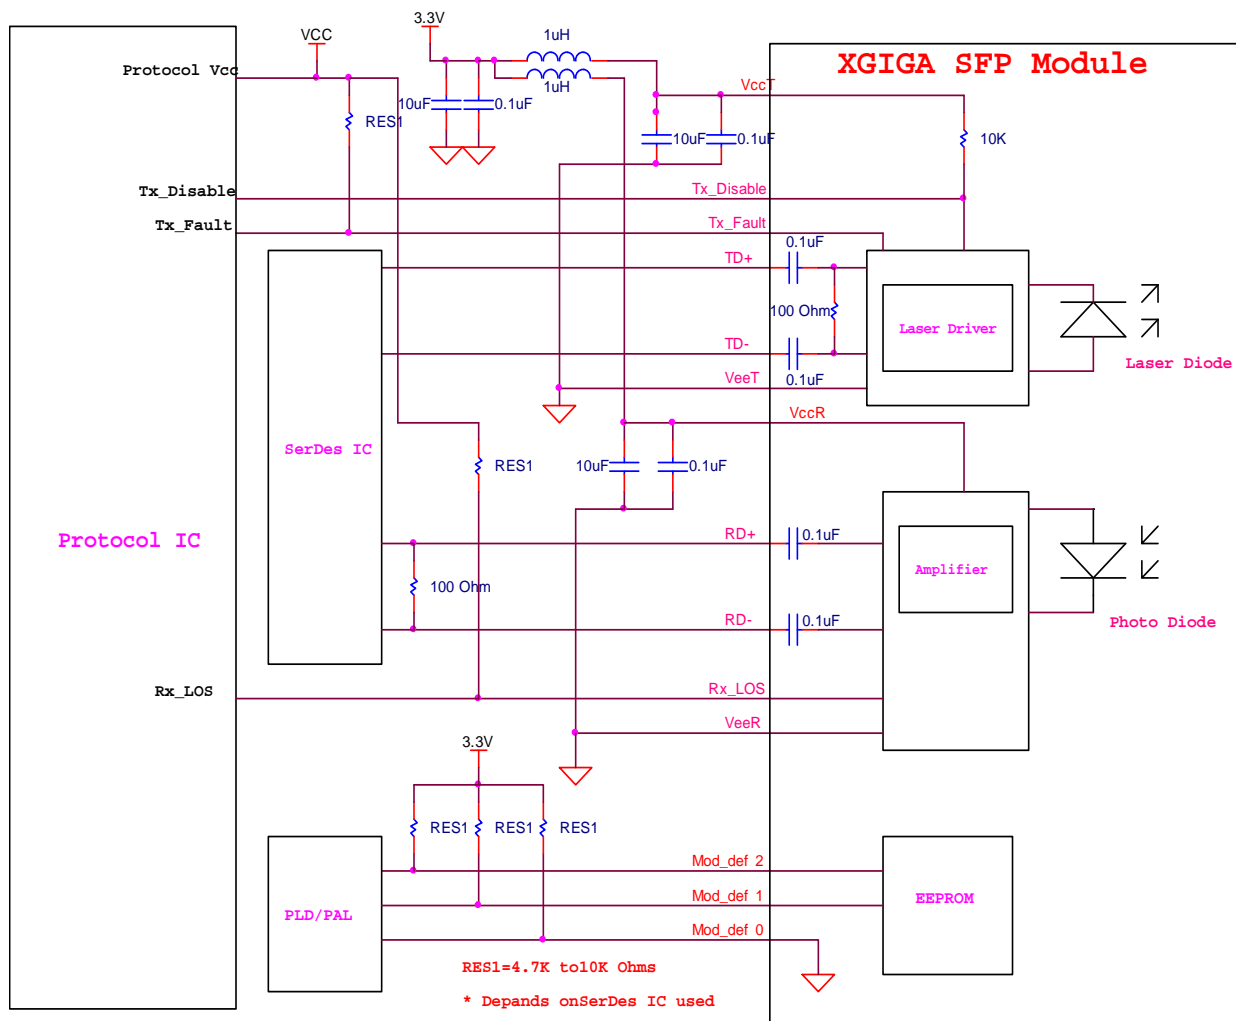 3.3V
1uH
VCC
XGIGA SFP Module
Protocol Vcc
1uH
VccT
10uF
0.1uF
RES1
10uF
0.1uF
10K
Tx_Disable
Tx_Disable
Tx_Fault
Tx_Fault
0.1uF
TD+
100 Ohm
Laser Driver
TD-
Laser Diode
VeeT
0.1uF
VccR
SerDes IC
RES1
10uF
0.1uF
Protocol IC
RD+
0.1uF
Amplifier
100 Ohm
RD-
0.1uF
Photo Diode
Rx_LOS
Rx_LOS
VeeR
3.3V
RES1
RES1
RES1
Mod_def 2
Mod_def 1
EEPROM
PLD/PAL
Mod_def 0
RES1=4.7K to10K Ohms
* Depands onSerDes IC used